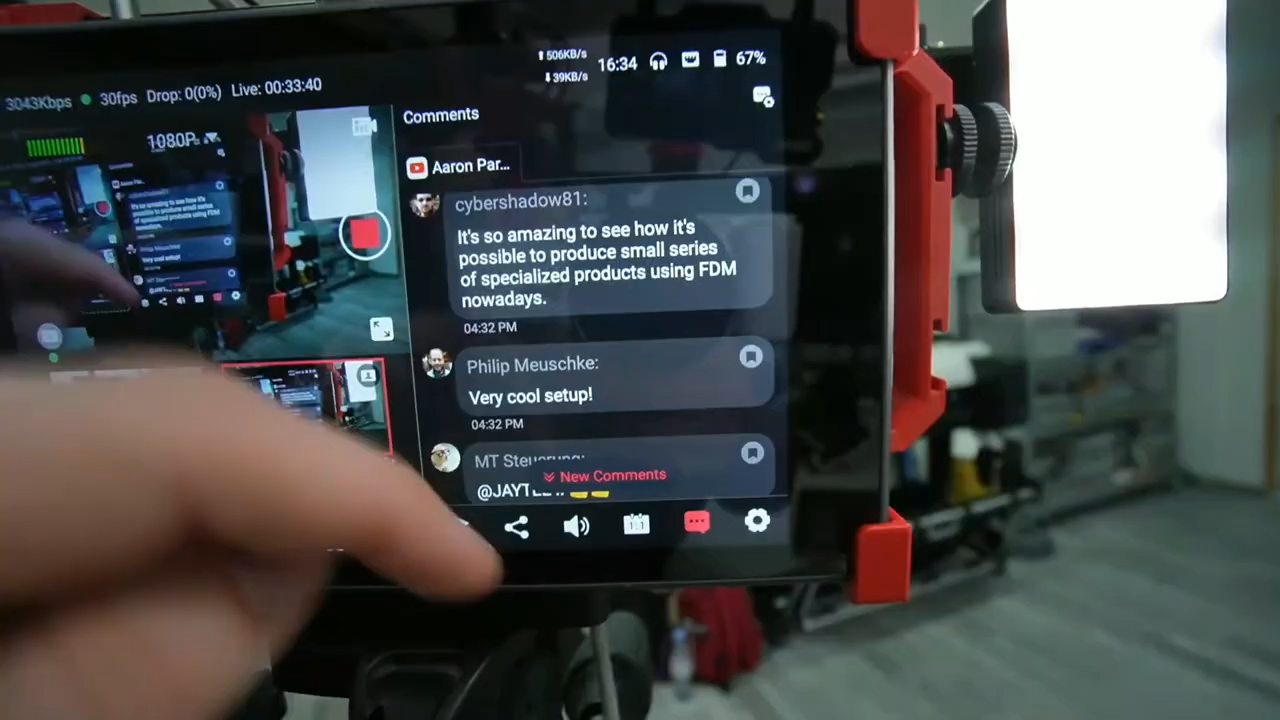 506KB/s
39KB/s
16:34
67%
3043Kbps
30fps Drop: 0(0%) Live: 00:33:40
1080P
Comments
Aaron Par...
cybershadow81:
It's so amazing to see how it's
possible to produce small series
of specialized products using FDM
nowadays.
04:32 PM
Philip Meuschke:
Very cool setup!
04:32 PM
MT Steuerung:
New Comments